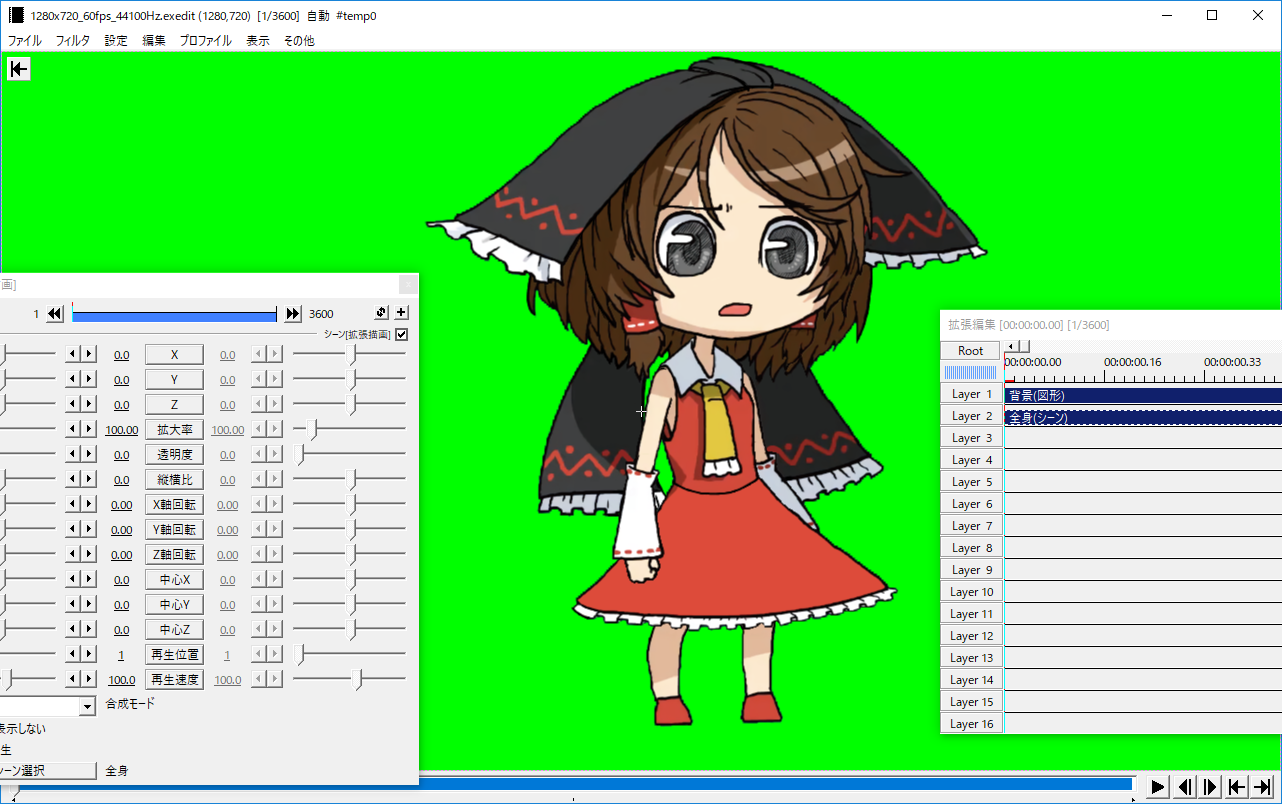 1280x720_60fps_44100Hz.exedit (1280,720) [1/3600] 自動 #temp0
ファイル フィルタ 設定 編集 プロファイル 表示 その他
画]
1 3600
シーン[拡張描画]
0.0 X 0.0
0.0 Y 0.0
0.0 Z 0.0
100.00 拡大率 100.00
0.0 透明度 0.0
0.0 縦横比 0.0
0.00 X軸回転 0.00
0.00 Y軸回転 0.00
0.00 Z軸回転 0.00
0.0 中心X 0.0
0.0 中心Y 0.0
0.0 中心Z 0.0
1 再生位置 1
100.0 再生速度 100.0
合成モード
表示しない
生
シーン選択 全身
拡張編集 [00:00:00.00] [1/3600]
Root
00:00:00.00 00:00:00.16 00:00:00.33
Layer 1 背景(図形)
Layer 2 全身(シーン)
Layer 3
Layer 4
Layer 5
Layer 6
Layer 7
Layer 8
Layer 9
Layer 10
Layer 11
Layer 12
Layer 13
Layer 14
Layer 15
Layer 16